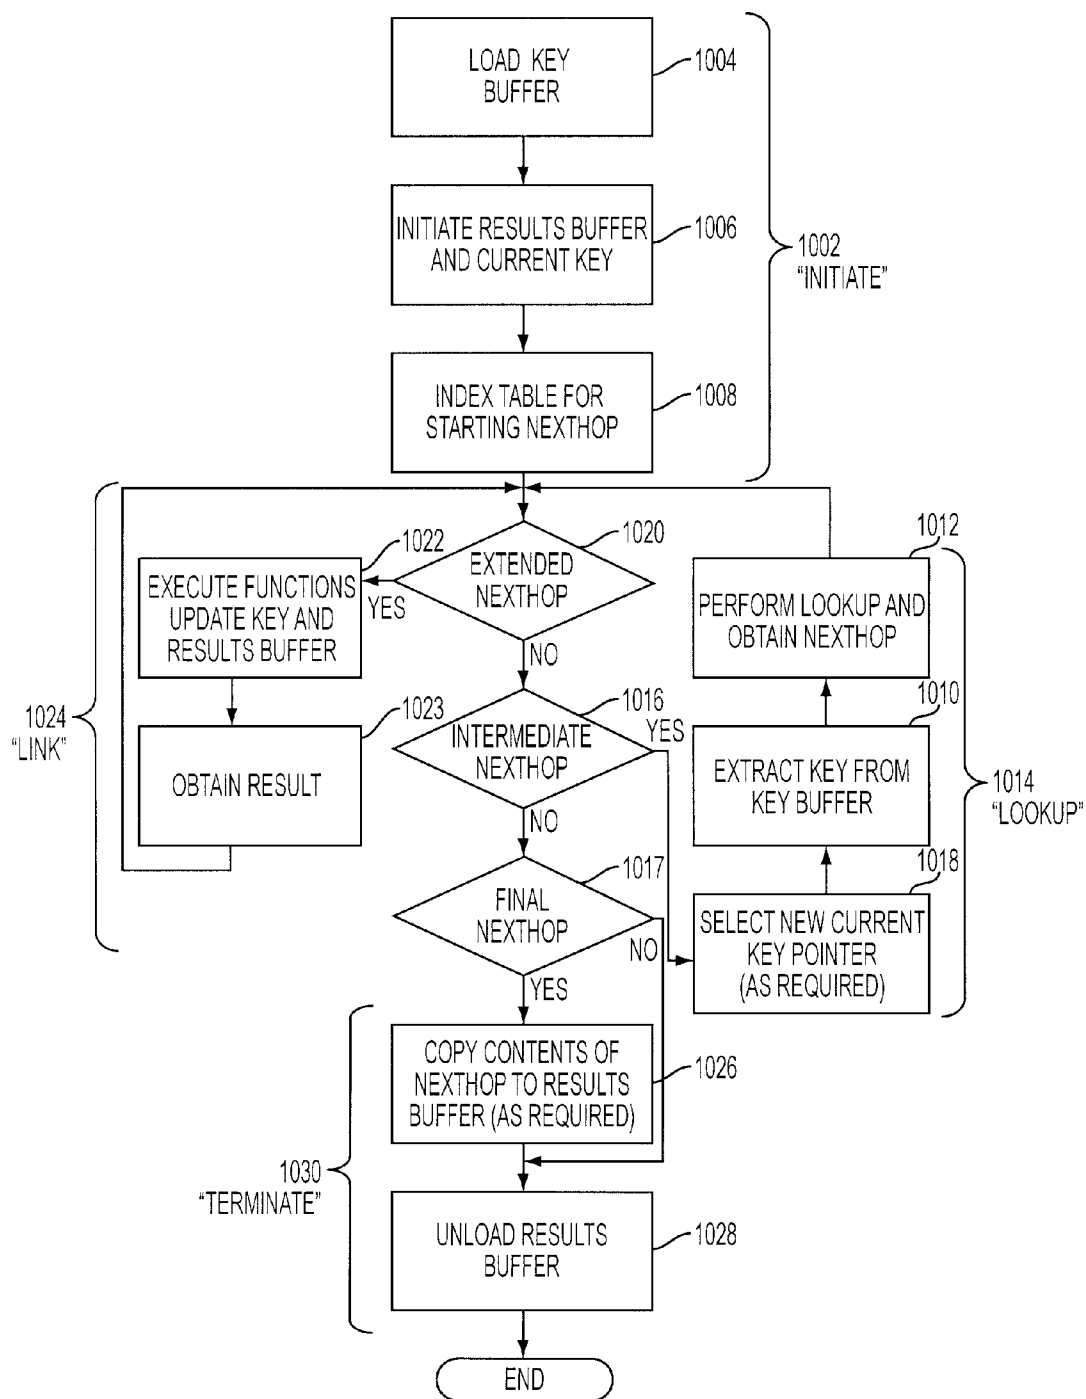 LOAD KEY
BUFFER
1004
INITIATE RESULTS BUFFER
AND CURRENT KEY
1006
1002
"INITIATE"
INDEX TABLE FOR
STARTING NEXTHOP
1008
1022
EXTENDED
NEXTHOP
1020
1012
EXECUTE FUNCTIONS
UPDATE KEY AND
RESULTS BUFFER
YES
NO
PERFORM LOOKUP AND
OBTAIN NEXTHOP
1024
"LINK"
1023
OBTAIN RESULT
INTERMEDIATE
NEXTHOP
1016
YES
NO
1010
EXTRACT KEY FROM
KEY BUFFER
1014
"LOOKUP"
FINAL
NEXTHOP
1017
NO
YES
1018
SELECT NEW CURRENT
KEY POINTER
(AS REQUIRED)
COPY CONTENTS OF
NEXTHOP TO RESULTS
BUFFER (AS REQUIRED)
1026
1030
"TERMINATE"
UNLOAD RESULTS
BUFFER
1028
END